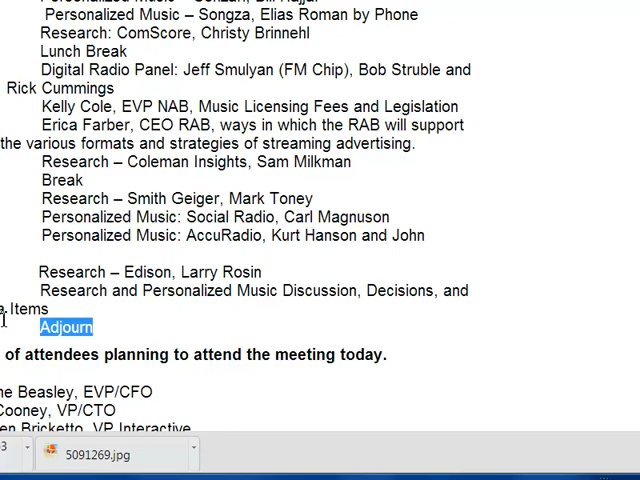 Personalized Music – Songza, Elias Roman by Phone
Research: ComScore, Christy Brinnehl
Lunch Break
Digital Radio Panel: Jeff Smulyan (FM Chip), Bob Struble and
Rick Cummings
Kelly Cole, EVP NAB, Music Licensing Fees and Legislation
Erica Farber, CEO RAB, ways in which the RAB will support
the various formats and strategies of streaming advertising.
Research – Coleman Insights, Sam Milkman
Break
Research – Smith Geiger, Mark Toney
Personalized Music: Social Radio, Carl Magnuson
Personalized Music: AccuRadio, Kurt Hanson and John
Research – Edison, Larry Rosin
Research and Personalized Music Discussion, Decisions, and
Items
Adjourn
of attendees planning to attend the meeting today.
ne Beasley, EVP/CFO
Cooney, VP/CTO
en Bricketto, VP Interactive
5091269.jpg